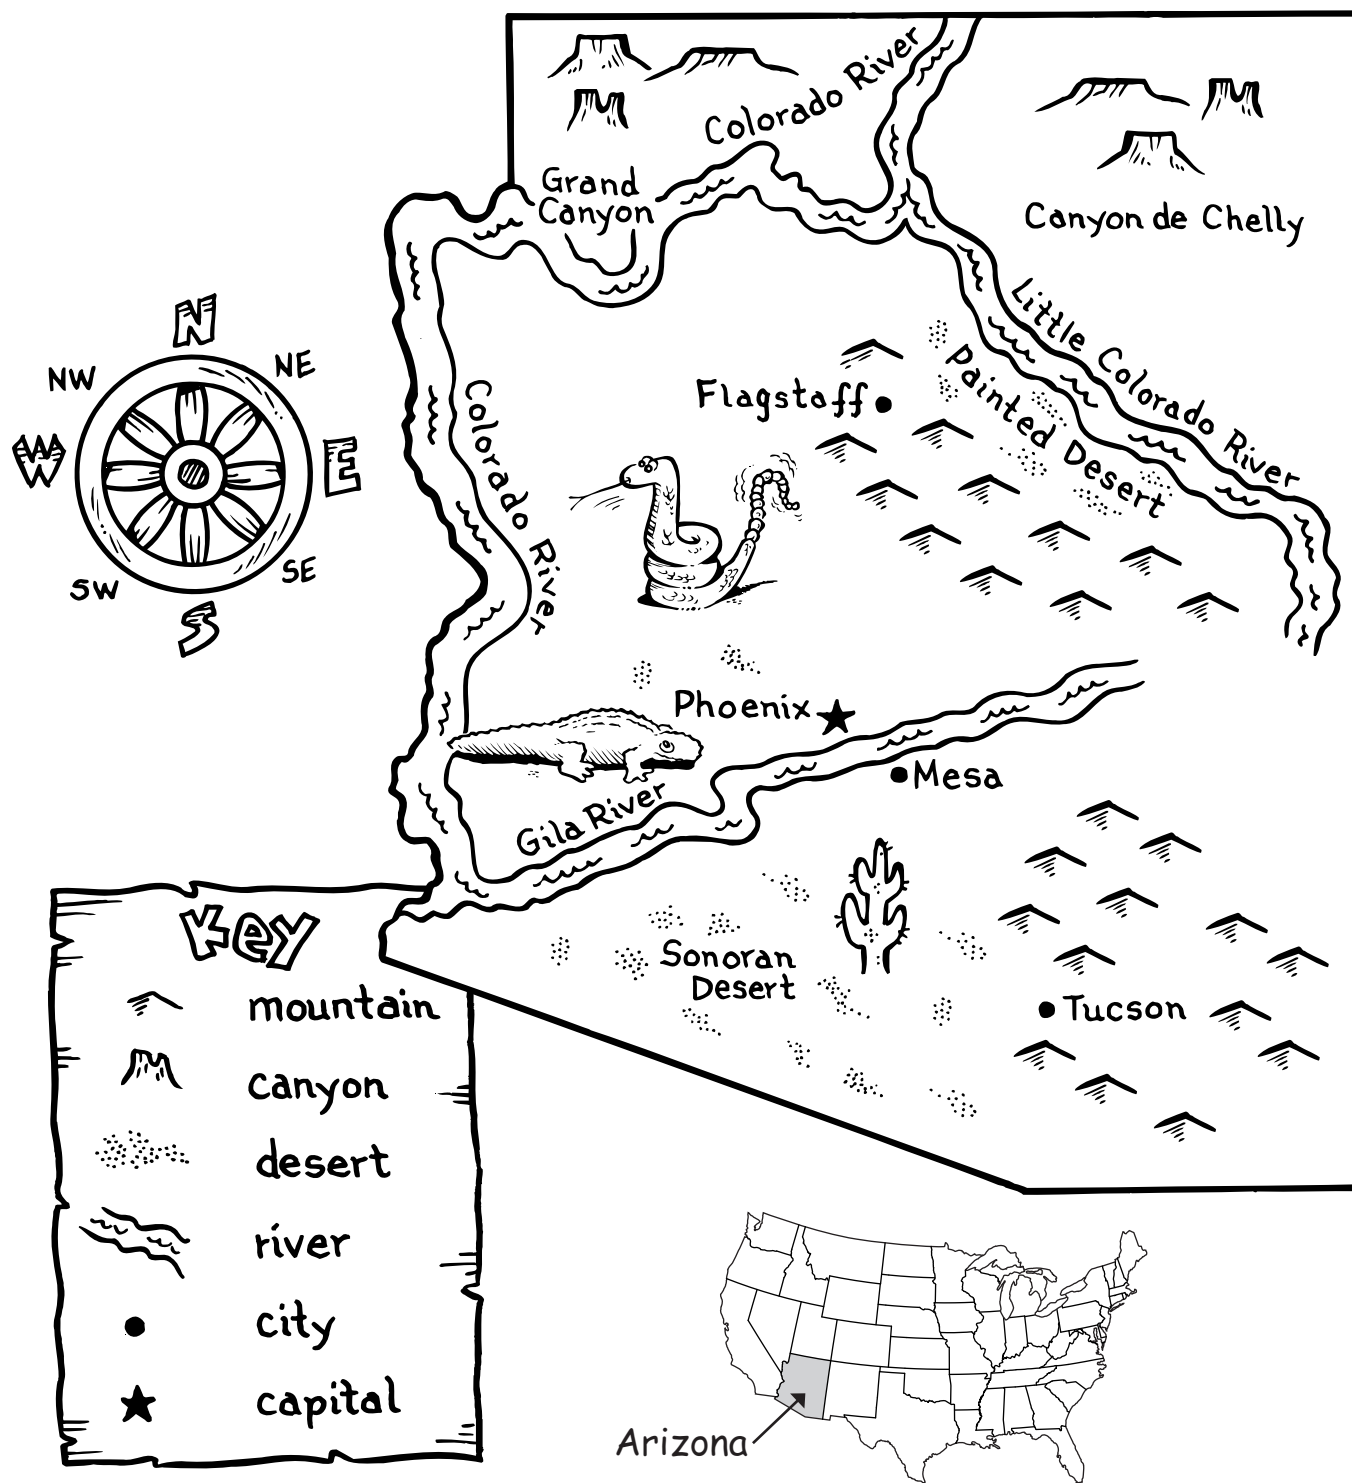 Colorado River
Grand
Canyon
Canyon de Chelly
Little Colorado River
N
NW
NE
W
E
SW
SE
S
Flagstaff
Painted Desert
Colorado River
Phoenix
Mesa
Gila River
Sonoran
Desert
Tucson
Key
mountain
canyon
desert
river
city
capital
Arizona